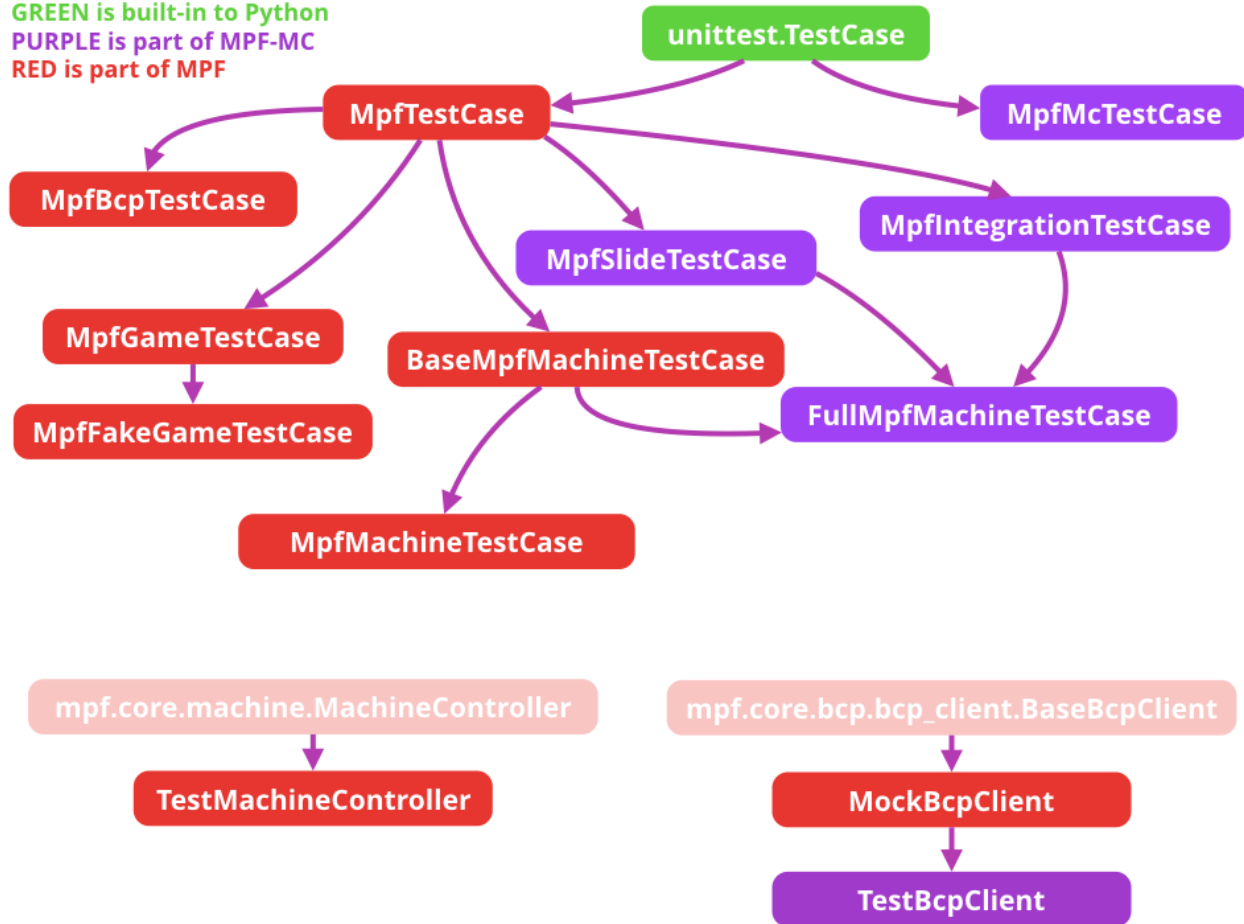 GREEN is built-in to Python
PURPLE is part of MPF-MC
RED is part of MPF
unittest.TestCase
MpfTestCase
MpfMcTestCase
MpfBcpTestCase
MpfIntegrationTestCase
MpfSlideTestCase
MpfGameTestCase
BaseMpfMachineTestCase
FullMpfMachineTestCase
MpfFakeGameTestCase
MpfMachineTestCase
mpf.core.machine.MachineController
mpf.core.bcp.bcp_client.BaseBcpClient
TestMachineController
MockBcpClient
TestBcpClient